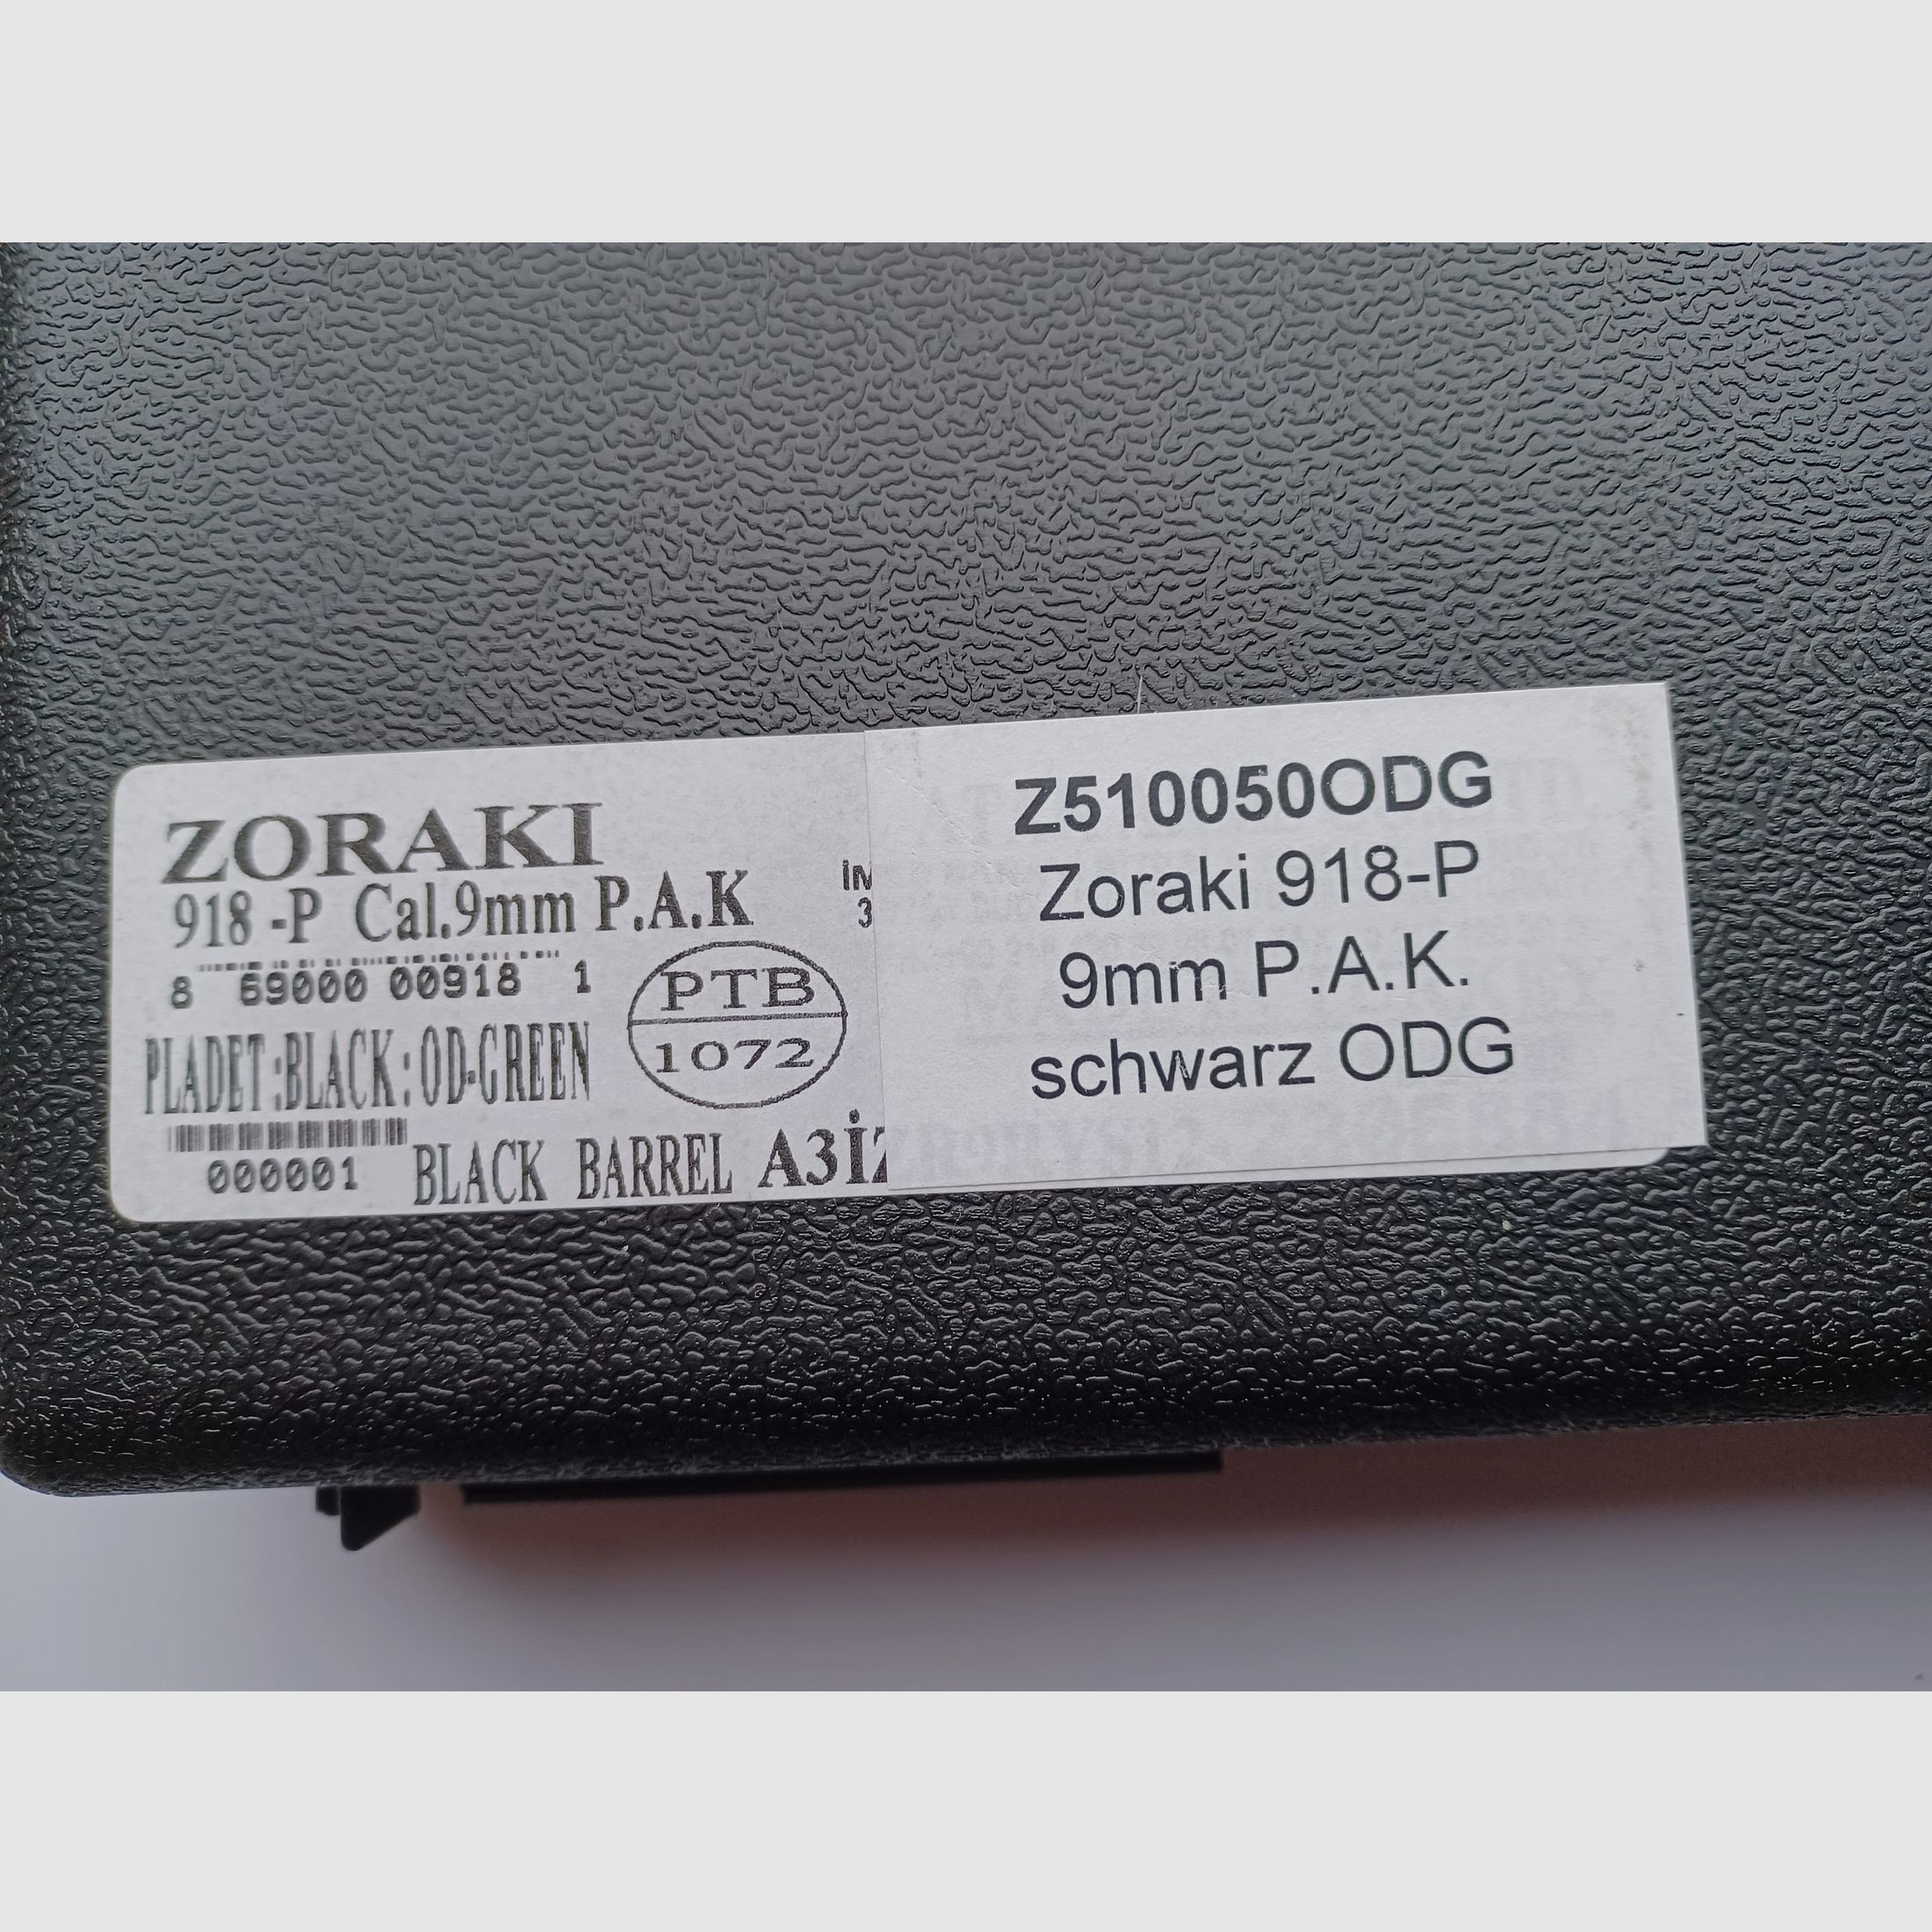 ZORAKI
918 -P Cal.9mm P.A.K
8 69000 00918 1
PLADET:BLACK:OD-GREEN
PTB
1072
000001
BLACK BARREL
Z510050ODG
Zoraki 918-P
9mm P.A.K.
schwarz ODG